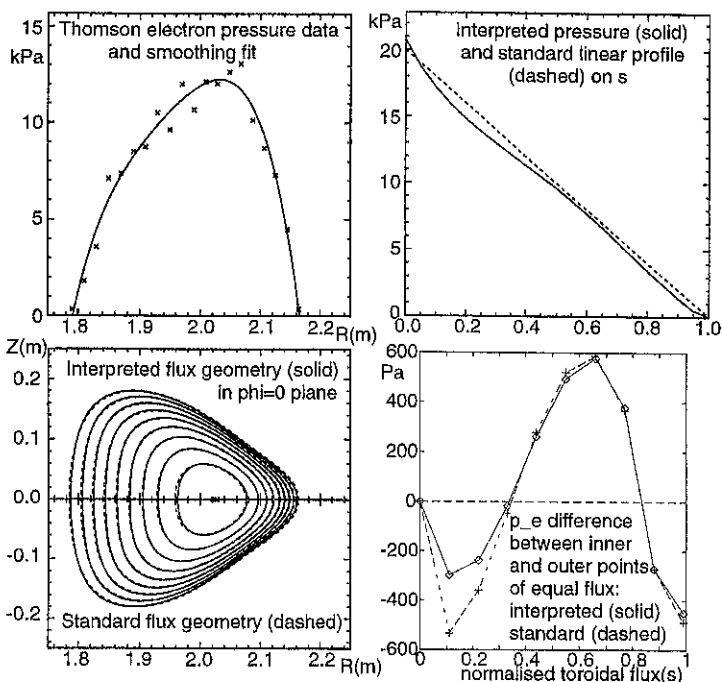 15
kPa
10
5
0
Thomson electron pressure data
and smoothing fit
1.8
1.9
2.0
2.1
2.2
R(m)
kPa
20
15
10
5
0
Interpreted pressure (solid)
and standard linear profile
(dashed) on s
0.0
0.2
0.4
0.6
0.8
1.0
Z(m)
0.2
0.1
0.0
-0.1
-0.2
Interpreted flux geometry (solid)
in phi=0 plane
Standard flux geometry (dashed)
1.8
1.9
2.0
2.1
2.2
R(m)
600
Pa
400
200
0
-200
-400
-600
p_e difference
between inner
and outer points
of equal flux:
interpreted (solid)
standard (dashed)
0
0.2
0.4
0.6
0.8
1
normalised toroidal flux(s)